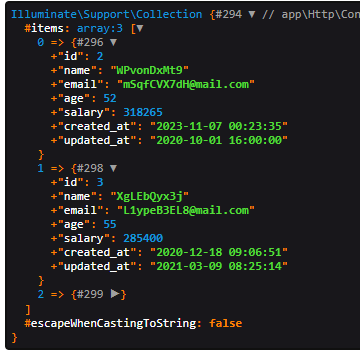 Illuminate\Support\Collection {#294 ▼ // app\Http\Con
#items: array:3 [▼
0 => {#296 ▼
+"id": 2
+"name": "WPvonDxMt9"
+"email": "mSqfCVX7dH@mail.com"
+"age": 52
+"salary": 318265
+"created_at": "2023-11-07 00:23:35"
+"updated_at": "2020-10-01 16:00:00"
}
1 => {#298 ▼
+"id": 3
+"name": "XgLEbQyx3j"
+"email": "L1ypeB3EL8@mail.com"
+"age": 55
+"salary": 285400
+"created_at": "2020-12-18 09:06:51"
+"updated_at": "2021-03-09 08:25:14"
}
2 => {#299 ▶}
]
#escapeWhenCastingToString: false
}